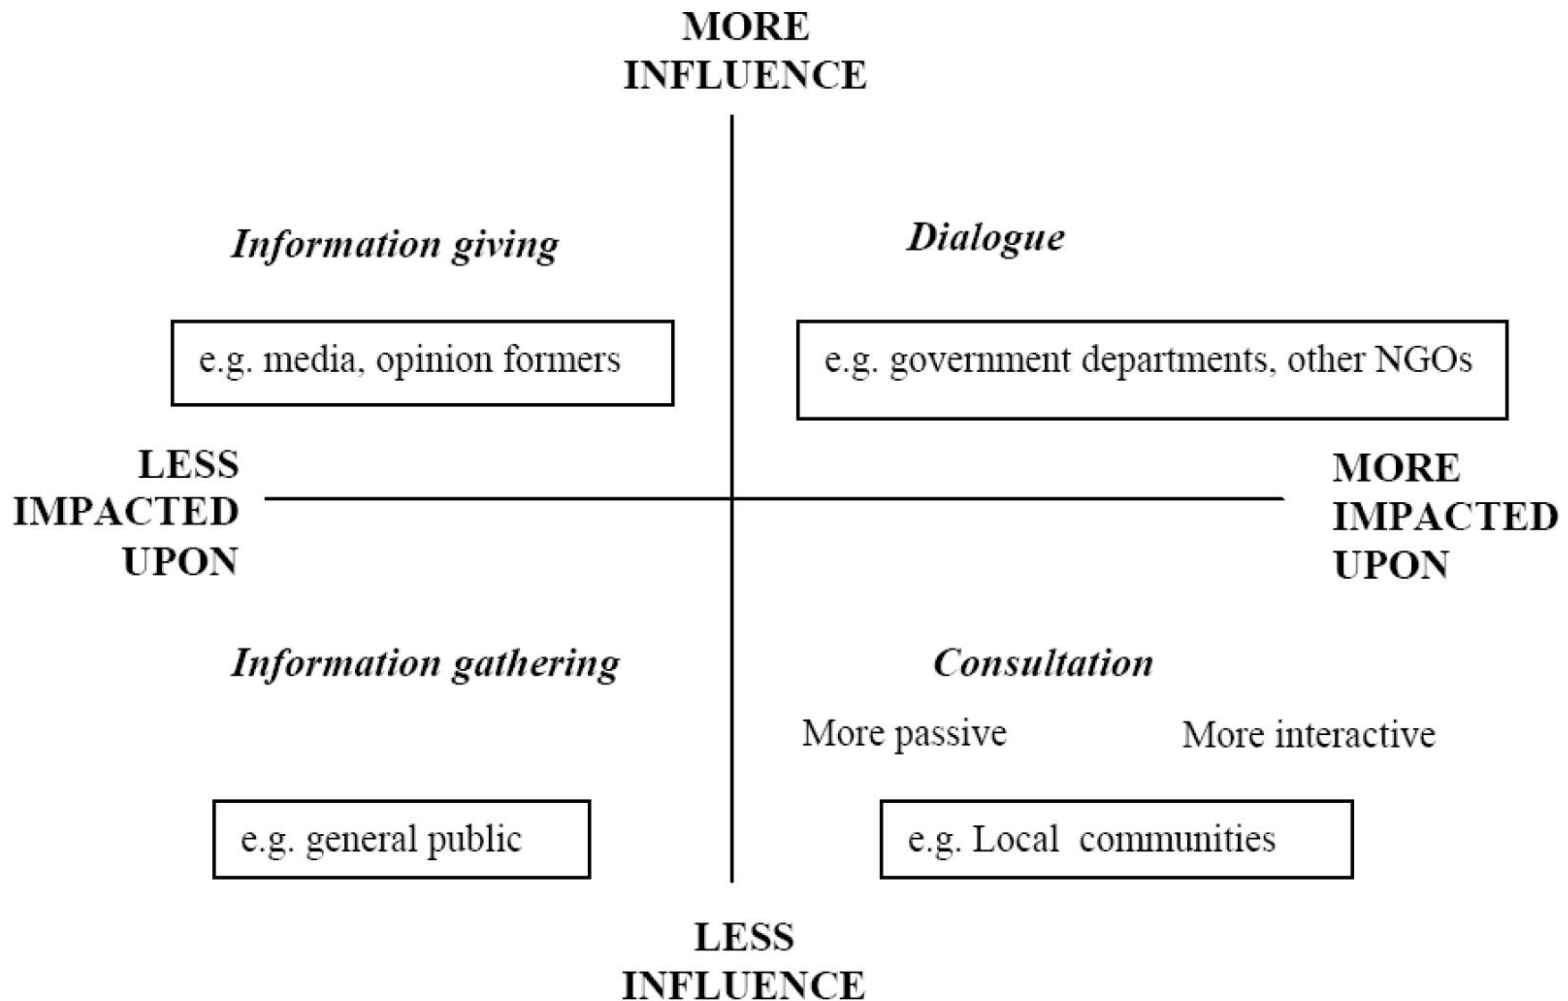 MORE
INFLUENCE
Information giving
Dialogue
e.g. media, opinion formers
e.g. government departments, other NGOs
LESS
IMPACTED
UPON
MORE
IMPACTED
UPON
Information gathering
Consultation
More passive
More interactive
e.g. general public
e.g. Local communities
LESS
INFLUENCE